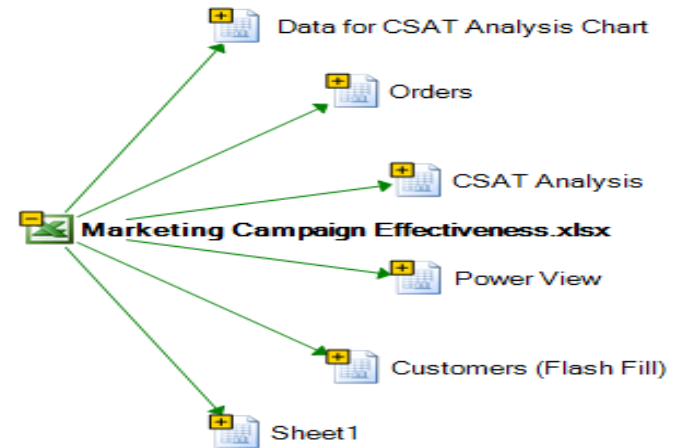 Data for CSAT Analysis Chart
Orders
CSAT Analysis
Marketing Campaign Effectiveness.xlsx
Power View
Customers (Flash Fill)
Sheet1